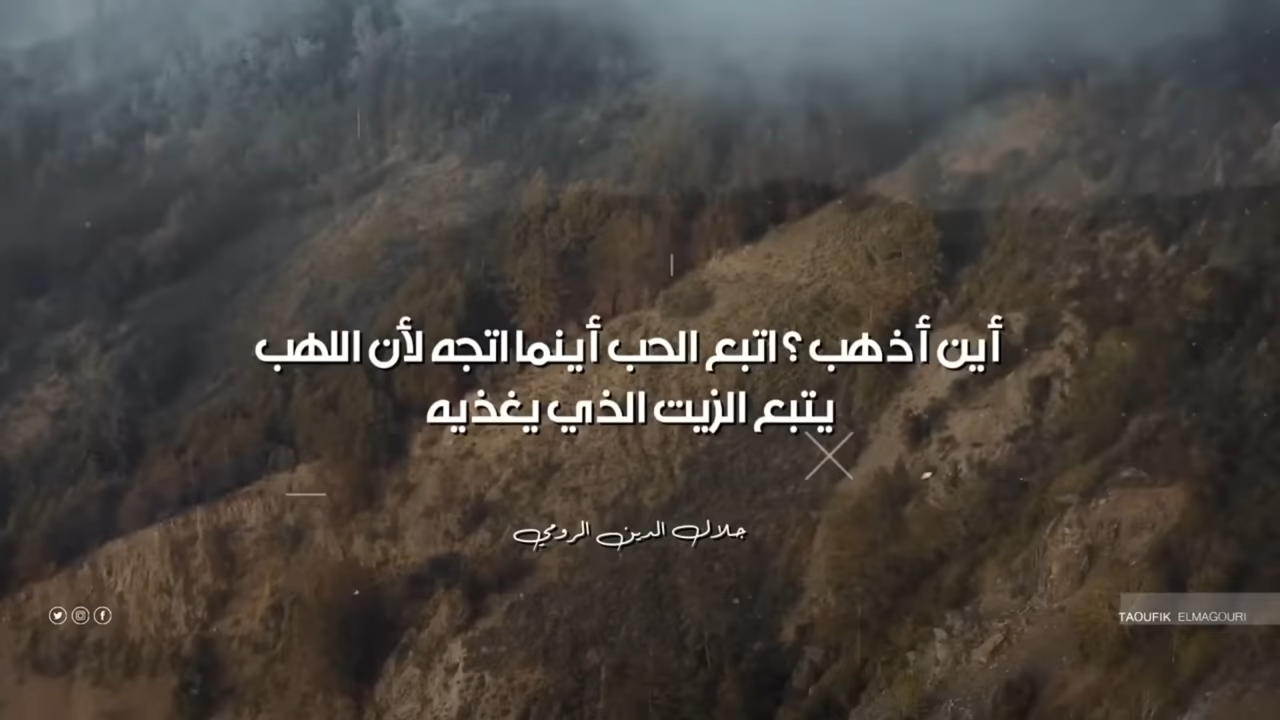 أين أذهب ؟ اتبع الحب أينما اتجه لأن اللهب
يتبع الزيت الذي يغذيه
جلال الدين الرومي
TAOUFIK ELMAGOURI